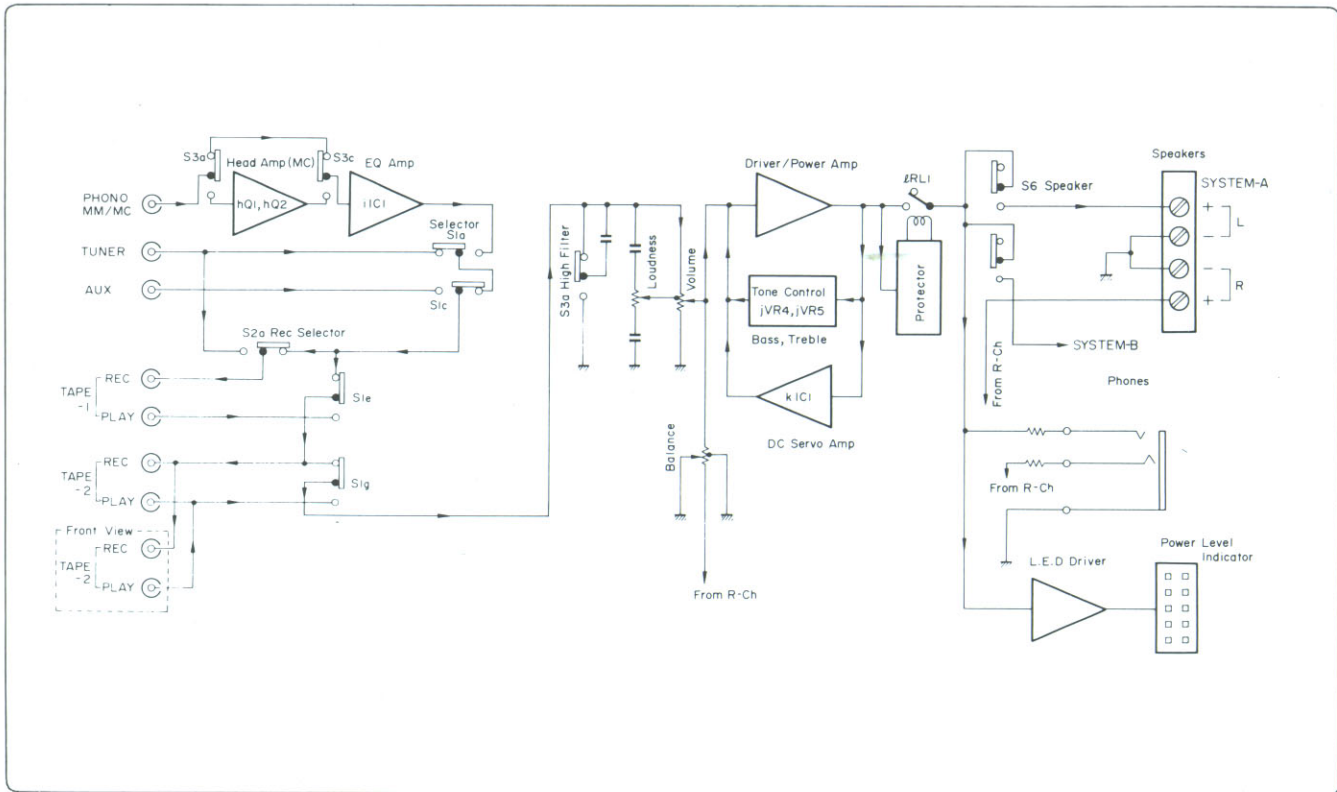 S3a
Head Amp (MC)
S3c
EQ Amp
PHONO
MM/MC
hQ1, hQ2
iIC1
Selector
S1a
TUNER
AUX
S1c
S2a Rec Selector
REC
TAPE
-1
PLAY
S1e
REC
TAPE
-2
PLAY
S1g
Front View
REC
TAPE
-2
PLAY
S3a High Filter
Loudness
Volume
Driver/Power Amp
Tone Control
jVR4, jVR5
Bass, Treble
kIC1
DC Servo Amp
Balance
From R-Ch
ℓRL1
Protector
S6 Speaker
Speakers
SYSTEM-A
+
L
−
−
R
+
SYSTEM-B
From R-Ch
Phones
From R-Ch
L.E.D Driver
Power Level
Indicator